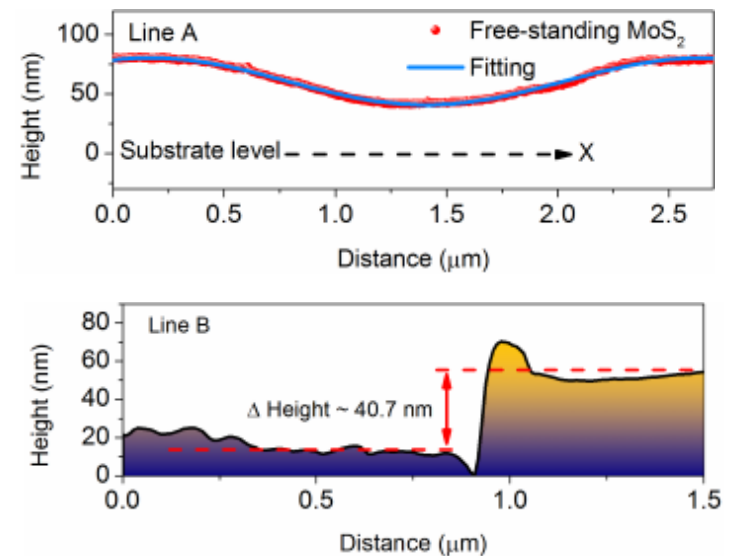 Line A
Free-standing MoS₂
Fitting
Substrate level
X
100
50
0
Height (nm)
0.0 0.5 1.0 1.5 2.0 2.5
Distance (μm)
Line B
Δ Height ~ 40.7 nm
80
60
40
20
0
Height (nm)
0.0 0.5 1.0 1.5
Distance (μm)